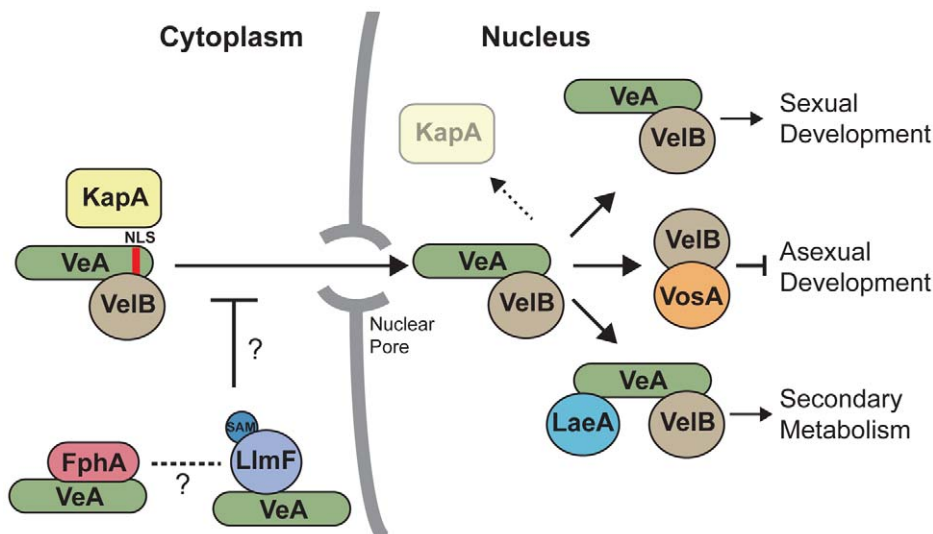 Cytoplasm
Nucleus
KapA
NLS
VeA
VelB
?
SAM
FphA
LlmF
?
VeA
VeA
Nuclear
Pore
KapA
VeA
VelB
VeA
VelB
Sexual
Development
VelB
VosA
Asexual
Development
VeA
LaeA
VelB
Secondary
Metabolism